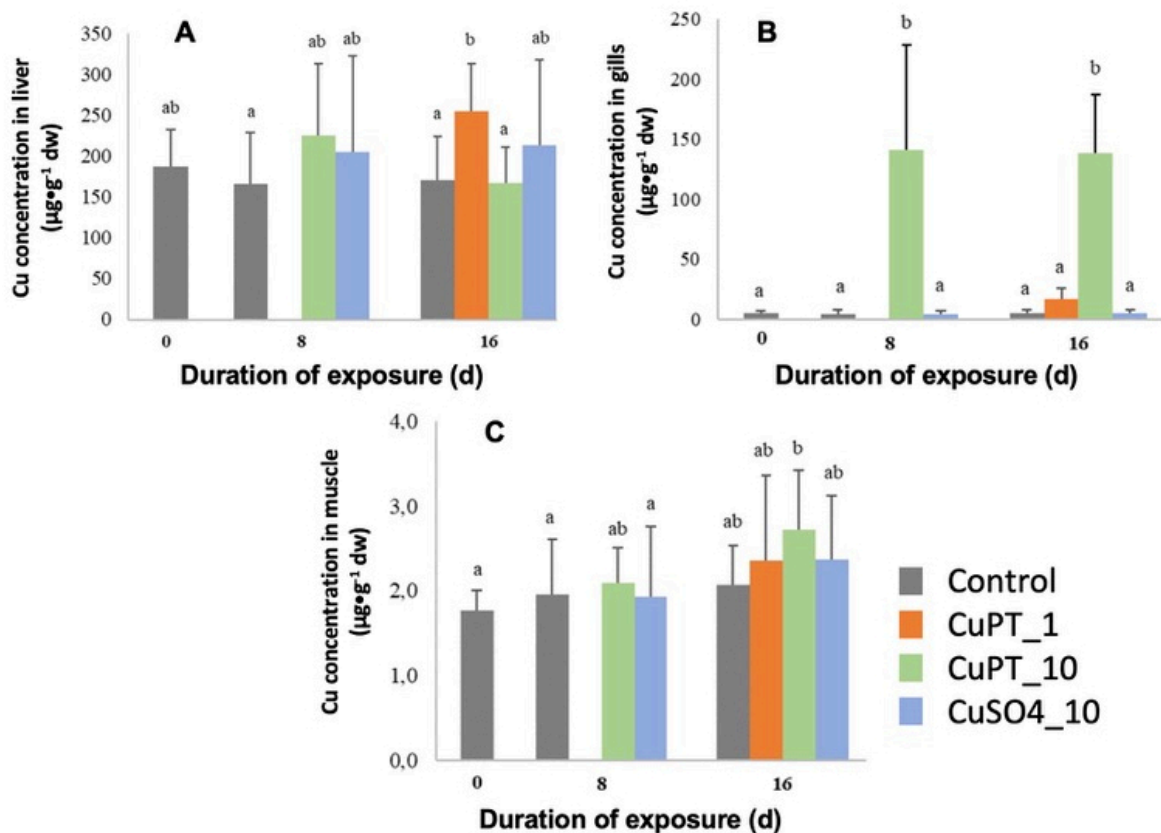 A
Cu concentration in liver
(µg•g⁻¹ dw)
350
300
250
200
150
100
50
0
ab
a
ab
ab
a
b
a
ab
0
8
16
Duration of exposure (d)
B
Cu concentration in gills
(µg•g⁻¹ dw)
250
200
150
100
50
0
a
a
b
a
a
a
b
a
0
8
16
Duration of exposure (d)
C
Cu concentration in muscle
(µg•g⁻¹ dw)
4,0
3,0
2,0
1,0
0,0
a
a
ab
a
ab
ab
b
ab
0
8
16
Duration of exposure (d)
Control
CuPT_1
CuPT_10
CuSO4_10